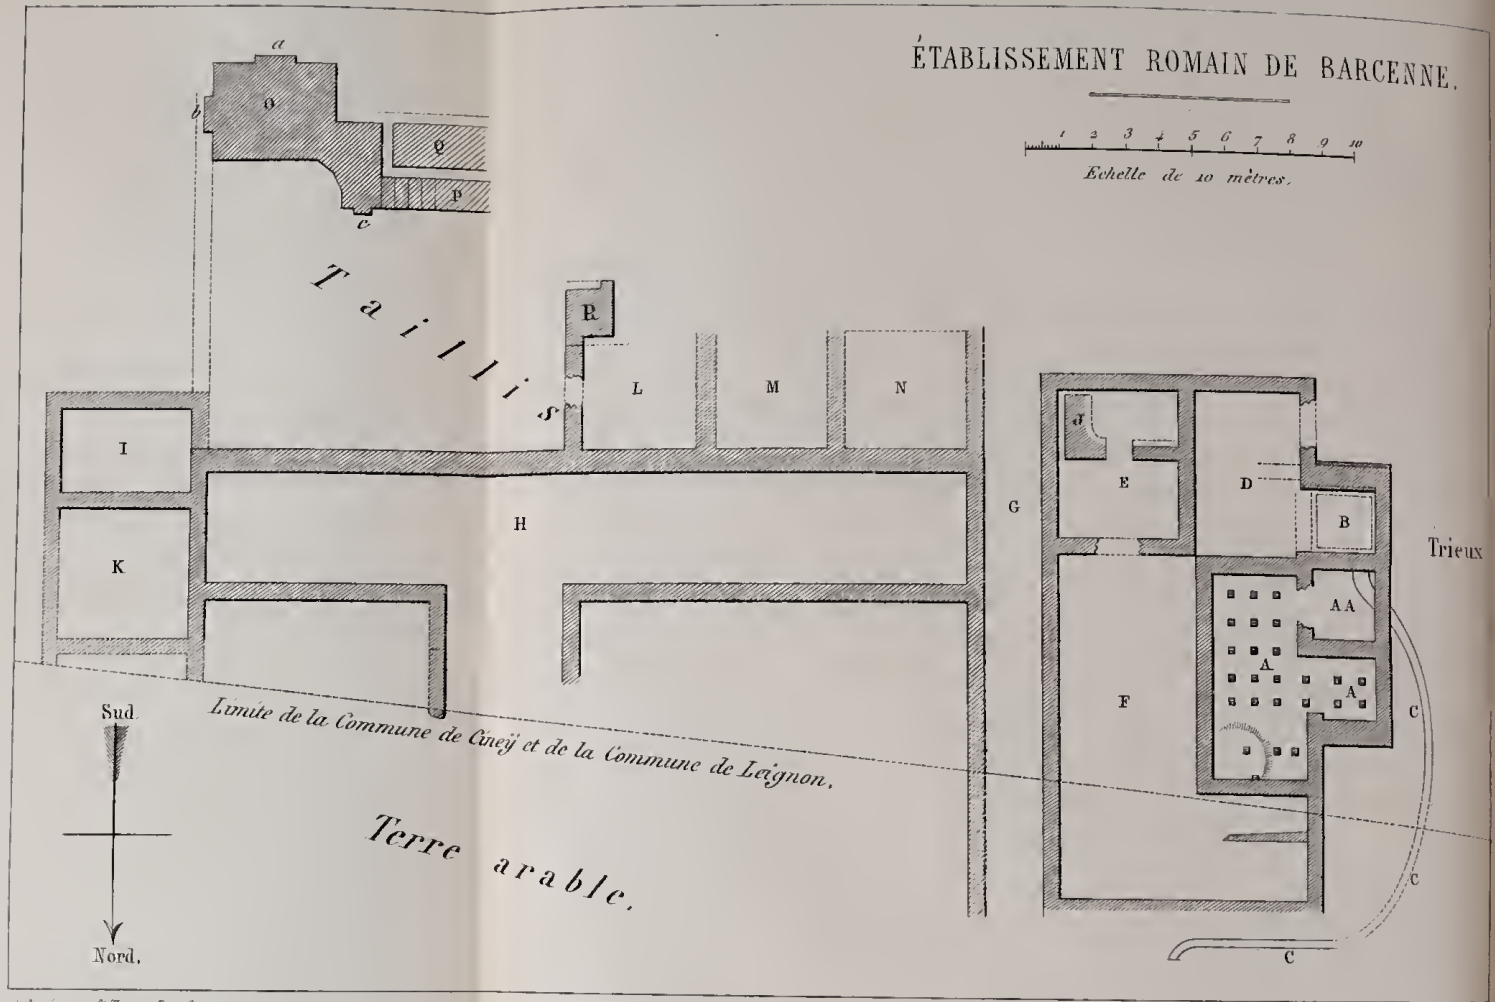 ÉTABLISSEMENT ROMAIN DE BARCENNE.
1 2 3 4 5 6 7 8 9 10
Echelle de 10 mètres.
a
b
O
c
Q
P
Taillis
R
L
M
N
I
K
H
G
J
E
D
B
Trieux
AA
A
A
F
C
C
C
Sud
Nord.
Limite de la Commune de Cineÿ et de la Commune de Leignon.
Terre arable.